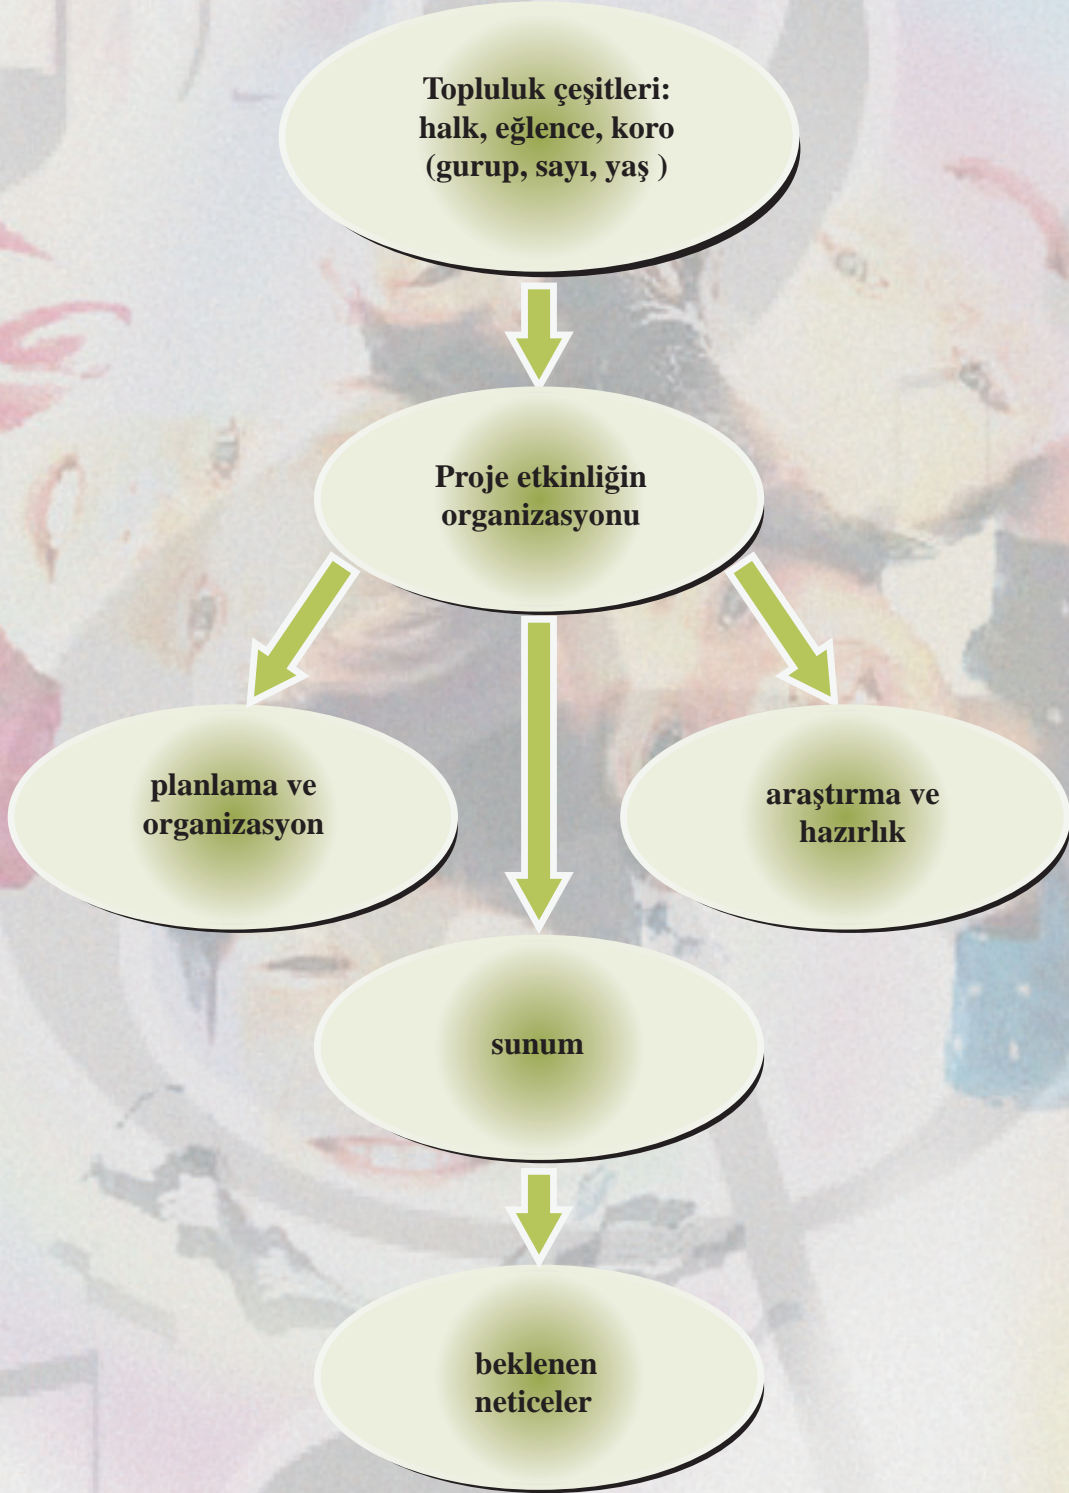 Topluluk çeşitleri:
halk, eğlence, koro
(gurup, sayı, yaş )
Proje etkinliğin
organizasyonu
planlama ve
organizasyon
araştırma ve
hazırlık
sunum
beklenen
neticeler